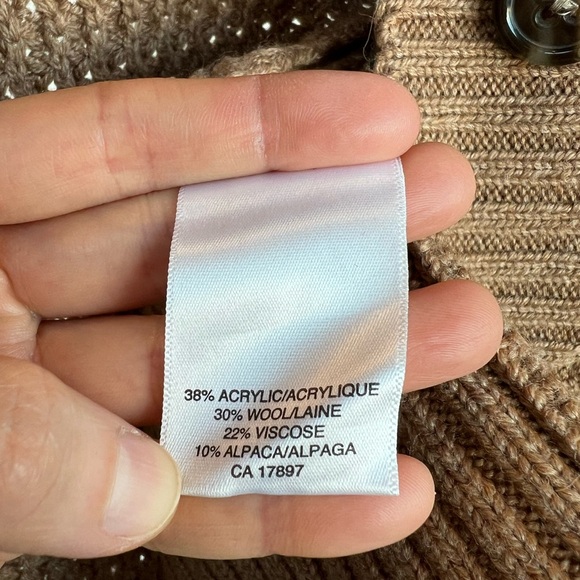 38% ACRYLIC/ACRYLIQUE
30% WOOL/LAINE
22% VISCOSE
10% ALPACA/ALPAGA
CA 17897